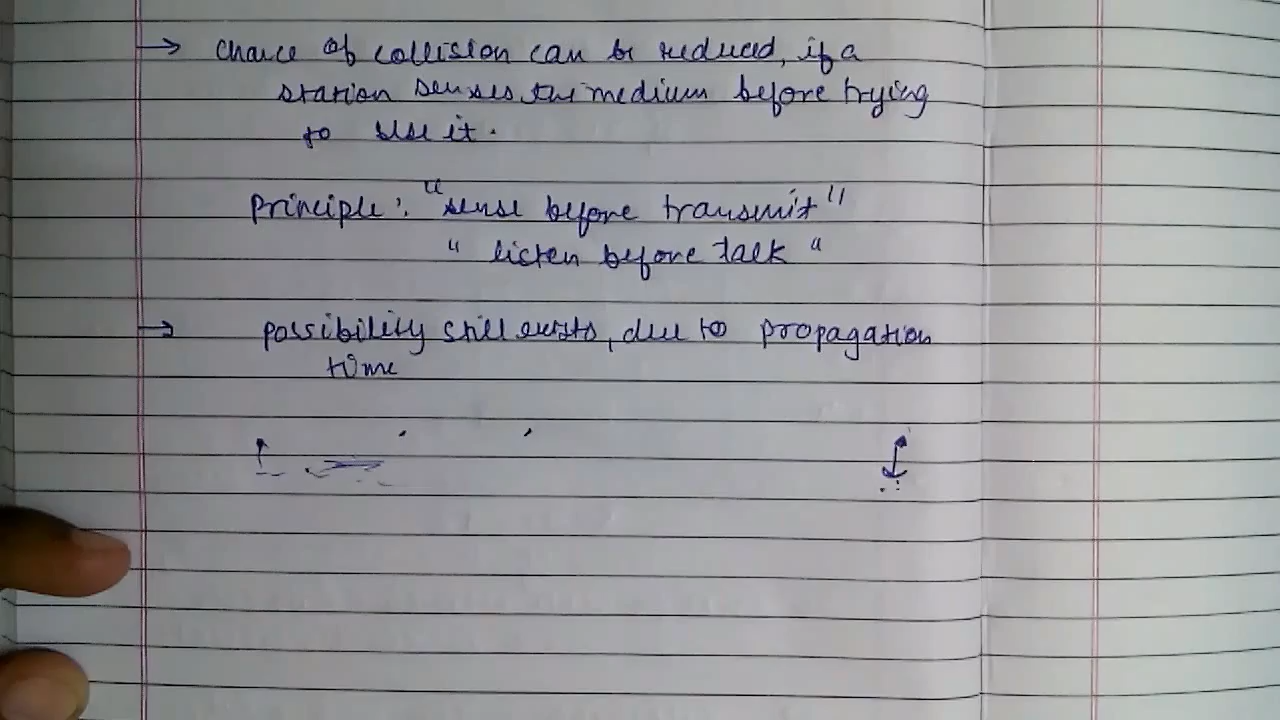 → Chance of collision can be reduced, if a
station senses the medium before trying
to use it.
Principle: "sense before transmit"
"listen before talk"
→ possibility still exists, due to propagation
time